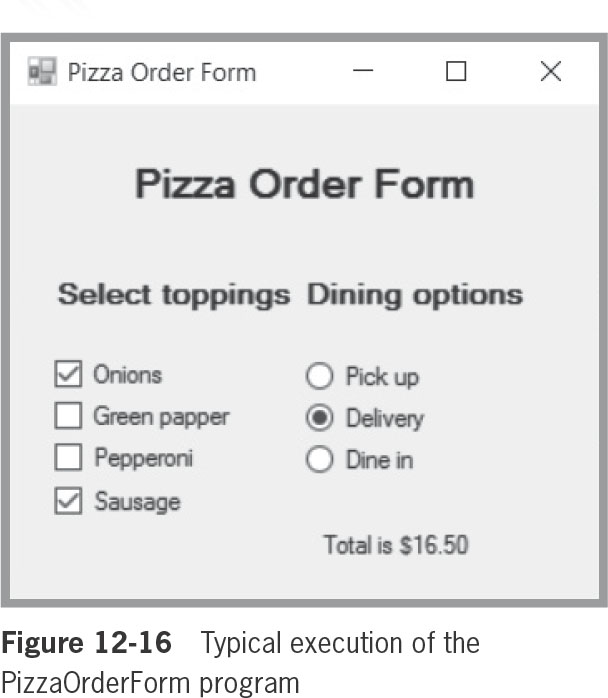 Pizza Order Form
Pizza Order Form
Select toppings Dining options
Onions
Green papper
Pepperoni
Sausage
Pick up
Delivery
Dine in
Total is $16.50
Figure 12-16 Typical execution of the
PizzaOrderForm program